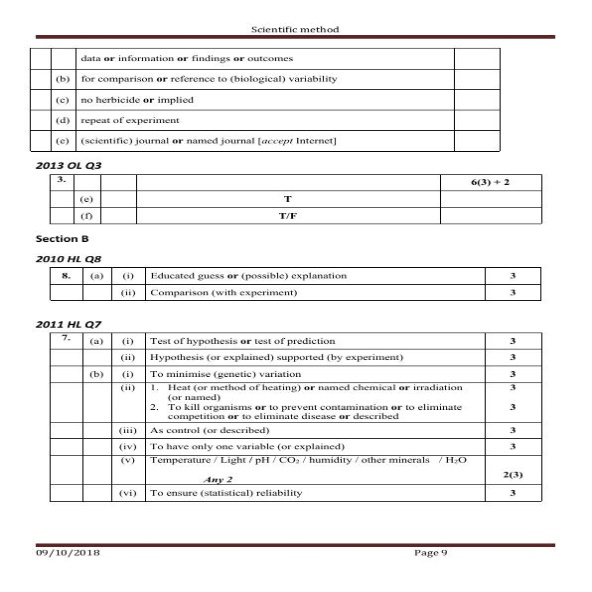 Scientific method
data or information or findings or outcomes
(b) for comparison or reference to (biological) variability
(c) no herbicide or implied
(d) repeat of experiment
(e) (scientific) journal or named journal [accept Internet]
2013 OL Q3
3. 6(3) + 2
(e) T
(f) T/F
Section B
2010 HL Q8
8. (a) (i) Educated guess or (possible) explanation 3
(ii) Comparison (with experiment) 3
2011 HL Q7
7. (a) (i) Test of hypothesis or test of prediction 3
(ii) Hypothesis (or explained) supported (by experiment) 3
(b) (i) To minimise (genetic) variation 3
(ii) 1. Heat (or method of heating) or named chemical or irradiation 3
(or named)
2. To kill organisms or to prevent contamination or to eliminate 3
competition or to eliminate disease or described
(iii) As control (or described) 3
(iv) To have only one variable (or explained) 3
(v) Temperature / Light / pH / CO₂ / humidity / other minerals / H₂O
Any 2 2(3)
(vi) To ensure (statistical) reliability 3
09/10/2018 Page 9